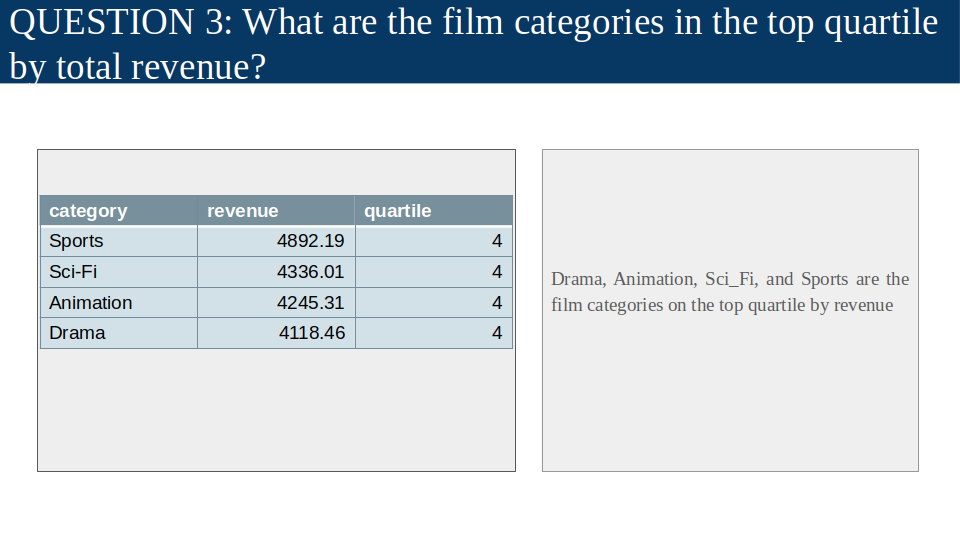 QUESTION 3: What are the film categories in the top quartile
by total revenue?
category revenue quartile
Sports 4892.19 4
Sci-Fi 4336.01 4
Animation 4245.31 4
Drama 4118.46 4
Drama, Animation, Sci_Fi, and Sports are the
film categories on the top quartile by revenue